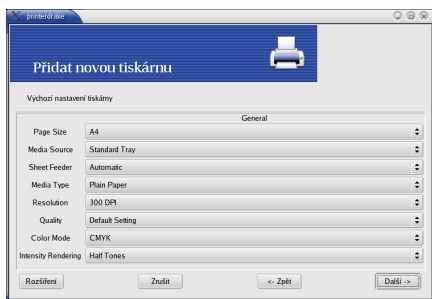 printerdrake
Přidat novou tiskárnu
Výchozí nastavení tiskárny
General
Page Size A4
Media Source Standard Tray
Sheet Feeder Automatic
Media Type Plain Paper
Resolution 300 DPI
Quality Default Setting
Color Mode CMYK
Intensity Rendering Half Tones
Rozšíření Zrušit <- Zpět Další ->